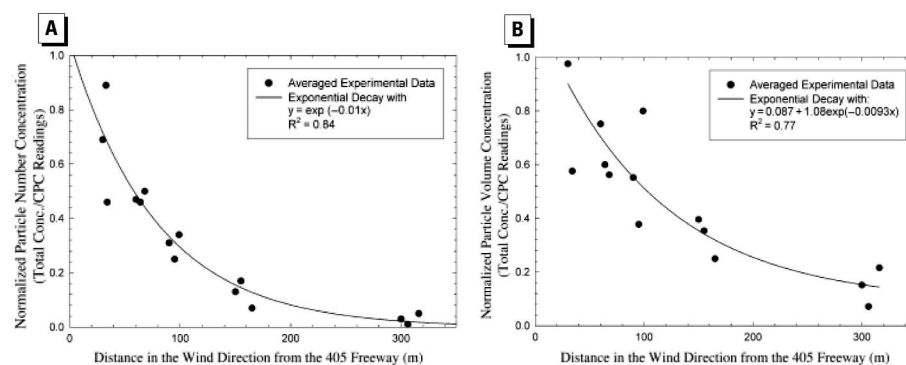 A
Normalized Particle Number Concentration
(Total Conc./CPC Readings)
1.0
0.8
0.6
0.4
0.2
0.0
Averaged Experimental Data
Exponential Decay with
y = exp (−0.01x)
R² = 0.84
0
100
200
300
Distance in the Wind Direction from the 405 Freeway (m)
B
Normalized Particle Volume Concentration
(Total Conc./CPC Readings)
1.0
0.8
0.6
0.4
0.2
0.0
Averaged Experimental Data
Exponential Decay with:
y = 0.087 + 1.08exp(−0.0093x)
R² = 0.77
0
100
200
300
Distance in the Wind Direction from the 405 Freeway (m)